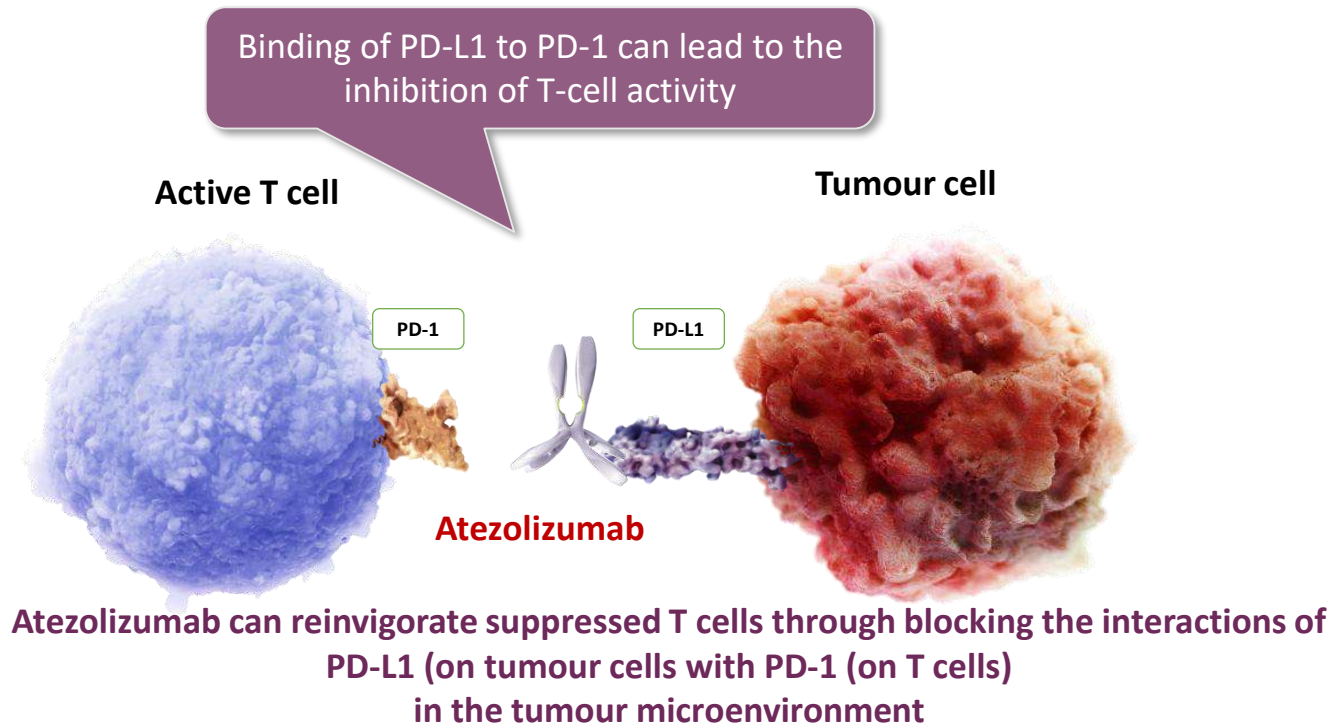 Binding of PD-L1 to PD-1 can lead to the
inhibition of T-cell activity
Active T cell
Tumour cell
PD-1
PD-L1
Atezolizumab
Atezolizumab can reinvigorate suppressed T cells through blocking the interactions of
PD-L1 (on tumour cells with PD-1 (on T cells)
in the tumour microenvironment